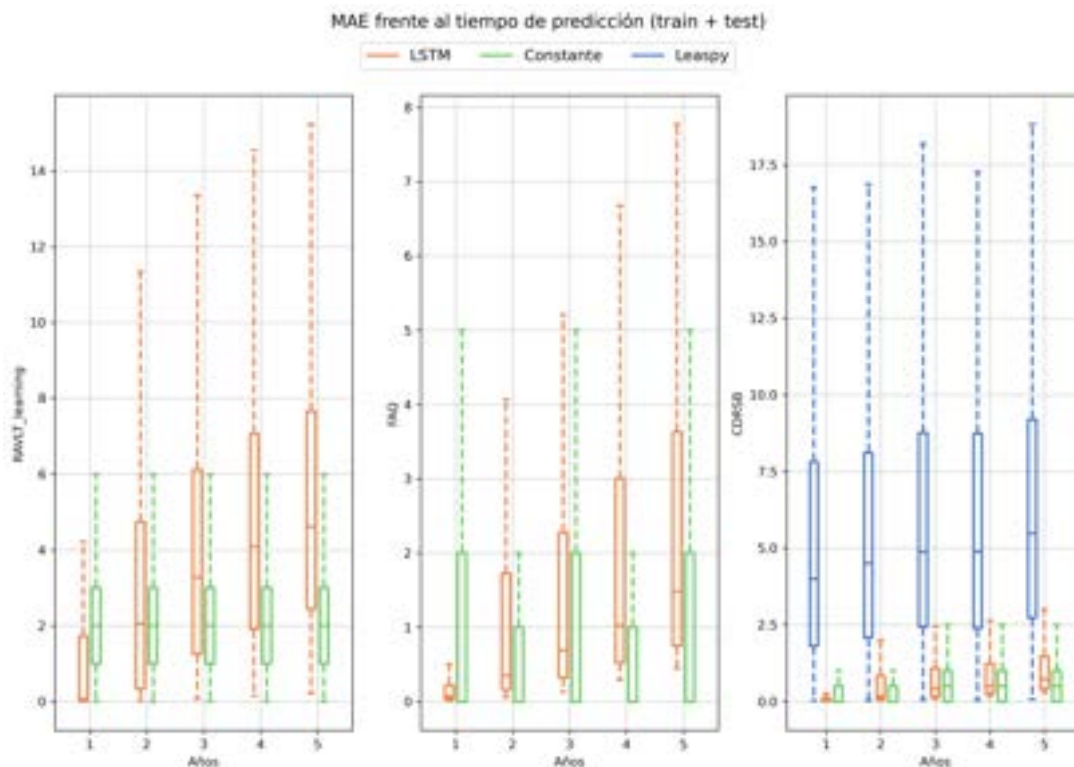 MAE frente al tiempo de predicción (train + test)
LSTM Constante Leaspy
RAVLT_learning
14
12
10
8
6
4
2
0
1 2 3 4 5
Años
FAQ
8
7
6
5
4
3
2
1
0
1 2 3 4 5
Años
CDRSB
17.5
15.0
12.5
10.0
7.5
5.0
2.5
0.0
1 2 3 4 5
Años